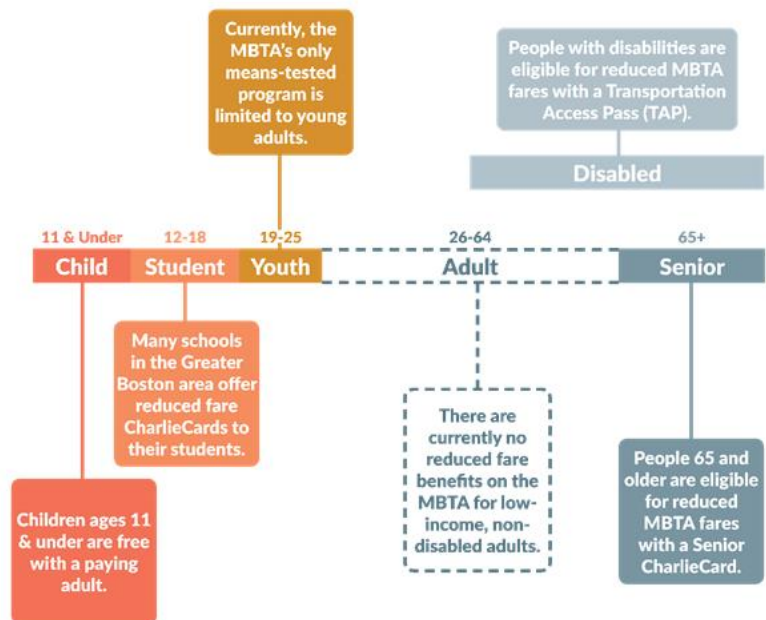 Currently, the
MBTA's only
means-tested
program is
limited to young
adults.
People with disabilities are
eligible for reduced MBTA
fares with a Transportation
Access Pass (TAP).
Disabled
11 & Under
12-18
19-25
26-64
65+
Child
Student
Youth
Adult
Senior
Many schools
in the Greater
Boston area offer
reduced fare
CharlieCards to
their students.
There are
currently no
reduced fare
benefits on the
MBTA for low-
income, non-
disabled adults.
People 65 and
older are eligible
for reduced
MBTA fares
with a Senior
CharlieCard.
Children ages 11
& under are free
with a paying
adult.